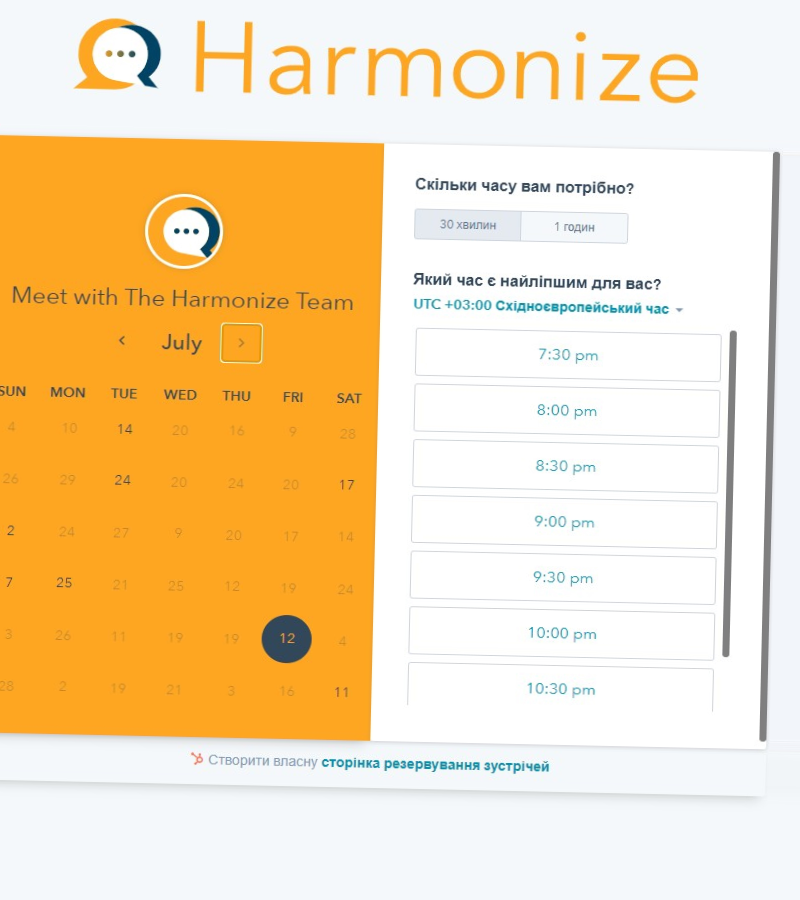 Harmonize
Meet with The Harmonize Team
July
SUN MON TUE WED THU FRI SAT
4 10 14 20 16 9 28
26 29 24 20 24 20 17
2 24 27 9 20 17 14
7 25 21 25 12 19 24
3 26 11 19 19 12 4
28 2 19 21 3 16 11
Скільки часу вам потрібно?
30 хвилин 1 годин
Який час є найліпшим для вас?
UTC +03:00 Східноєвропейський час
7:30 pm
8:00 pm
8:30 pm
9:00 pm
9:30 pm
10:00 pm
10:30 pm
Створити власну сторінка резервування зустрічей